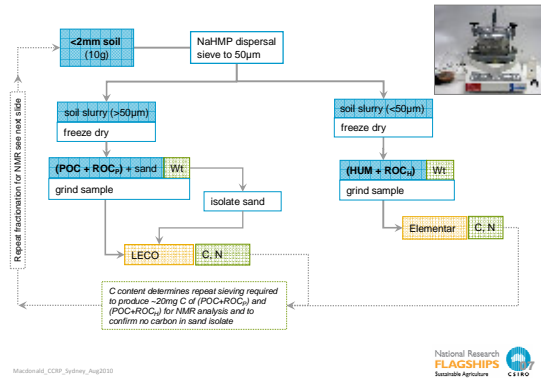 <2mm soil
(10g)
NaHMP dispersal
sieve to 50µm
soil slurry (>50µm)
freeze dry
soil slurry (<50µm)
freeze dry
(POC + ROCP) + sand
Wt
grind sample
isolate sand
(HUM + ROCH)
Wt
grind sample
LECO
C, N
Elementar
C, N
Repeat fractionation for NMR see next slide
C content determines repeat sieving required
to produce ~20mg C of (POC+ROCP) and
(POC+ROCH) for NMR analysis and to
confirm no carbon in sand isolate
Macdonald_CCRP_Sydney_Aug2010
National Research
FLAGSHIPS
Sustainable Agriculture
CSIRO